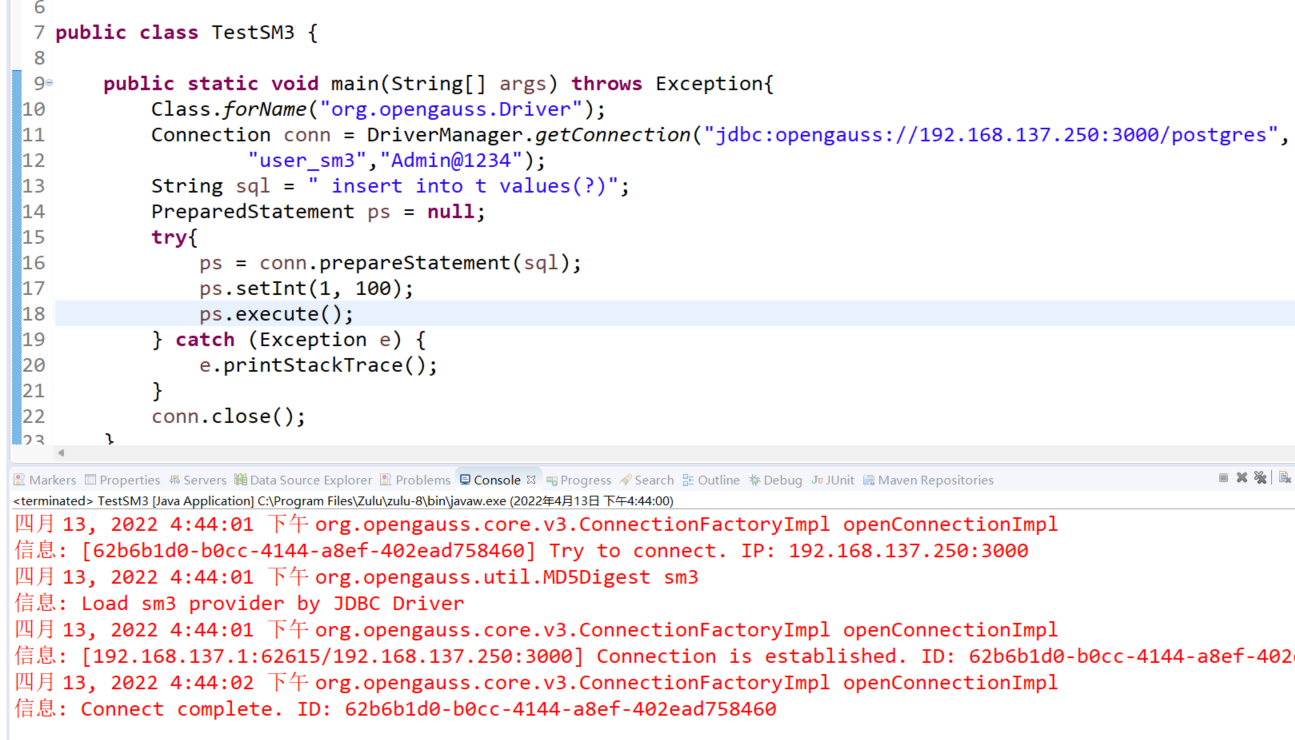 6
7 public class TestSM3 {
8
9 public static void main(String[] args) throws Exception{
10 Class.forName("org.opengauss.Driver");
11 Connection conn = DriverManager.getConnection("jdbc:opengauss://192.168.137.250:3000/postgres",
12 "user_sm3","Admin@1234");
13 String sql = " insert into t values(?)";
14 PreparedStatement ps = null;
15 try{
16 ps = conn.prepareStatement(sql);
17 ps.setInt(1, 100);
18 ps.execute();
19 } catch (Exception e) {
20 e.printStackTrace();
21 }
22 conn.close();
23 }
Markers Properties Servers Data Source Explorer Problems Console Progress Search Outline Debug JUnit Maven Repositories
<terminated> TestSM3 [Java Application] C:\Program Files\Zulu\zulu-8\bin\javaw.exe (2022年4月13日 下午4:44:00)
四月 13, 2022 4:44:01 下午 org.opengauss.core.v3.ConnectionFactoryImpl openConnectionImpl
信息: [62b6b1d0-b0cc-4144-a8ef-402ead758460] Try to connect. IP: 192.168.137.250:3000
四月 13, 2022 4:44:01 下午 org.opengauss.util.MD5Digest sm3
信息: Load sm3 provider by JDBC Driver
四月 13, 2022 4:44:01 下午 org.opengauss.core.v3.ConnectionFactoryImpl openConnectionImpl
信息: [192.168.137.1:62615/192.168.137.250:3000] Connection is established. ID: 62b6b1d0-b0cc-4144-a8ef-402
四月 13, 2022 4:44:02 下午 org.opengauss.core.v3.ConnectionFactoryImpl openConnectionImpl
信息: Connect complete. ID: 62b6b1d0-b0cc-4144-a8ef-402ead758460